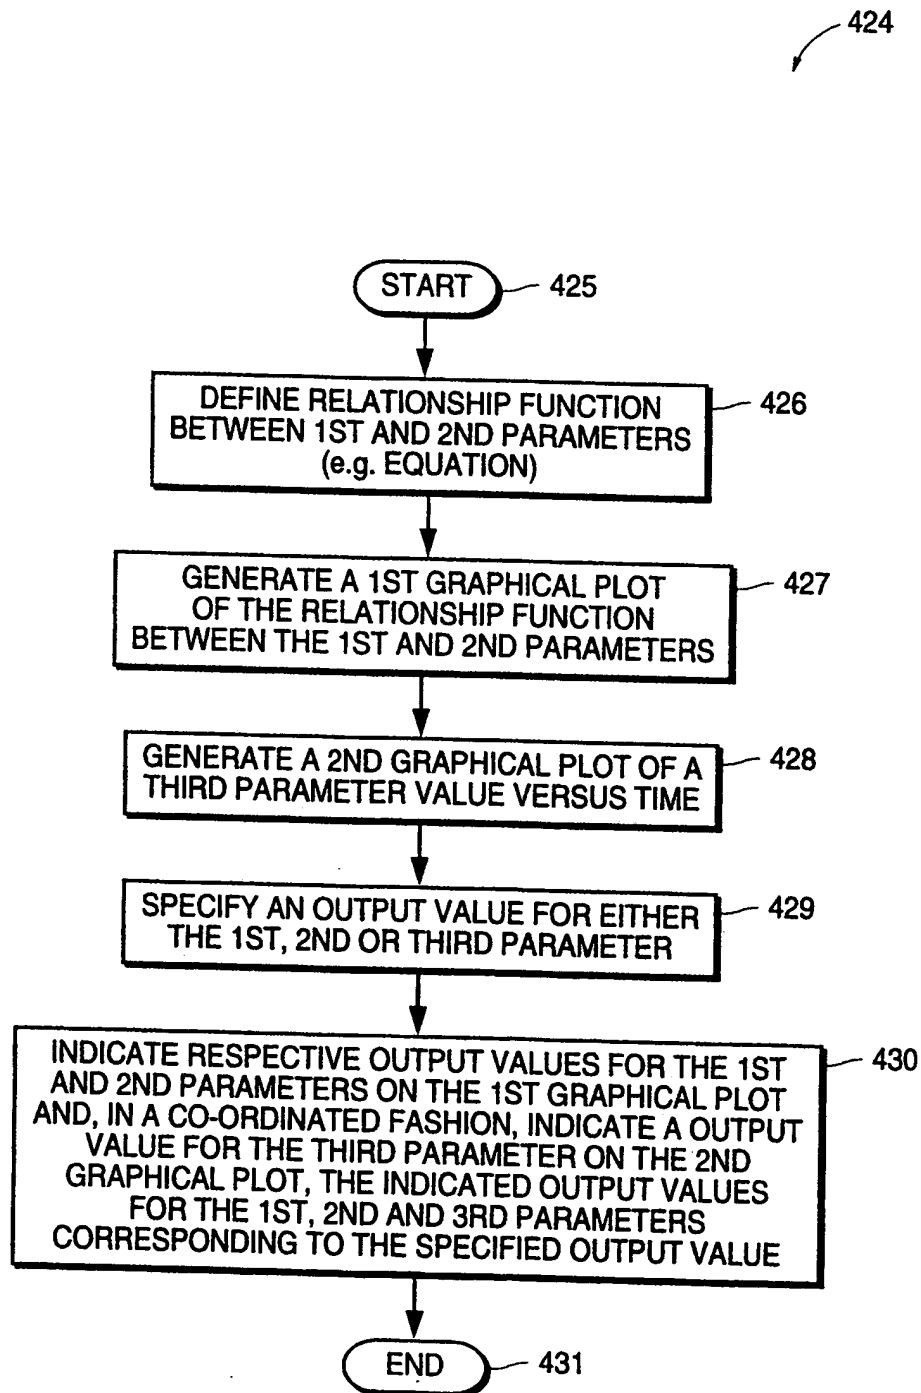 424
START
425
DEFINE RELATIONSHIP FUNCTION
BETWEEN 1ST AND 2ND PARAMETERS
(e.g. EQUATION)
426
GENERATE A 1ST GRAPHICAL PLOT
OF THE RELATIONSHIP FUNCTION
BETWEEN THE 1ST AND 2ND PARAMETERS
427
GENERATE A 2ND GRAPHICAL PLOT OF A
THIRD PARAMETER VALUE VERSUS TIME
428
SPECIFY AN OUTPUT VALUE FOR EITHER
THE 1ST, 2ND OR THIRD PARAMETER
429
INDICATE RESPECTIVE OUTPUT VALUES FOR THE 1ST
AND 2ND PARAMETERS ON THE 1ST GRAPHICAL PLOT
AND, IN A CO-ORDINATED FASHION, INDICATE A OUTPUT
VALUE FOR THE THIRD PARAMETER ON THE 2ND
GRAPHICAL PLOT, THE INDICATED OUTPUT VALUES
FOR THE 1ST, 2ND AND 3RD PARAMETERS
CORRESPONDING TO THE SPECIFIED OUTPUT VALUE
430
END
431